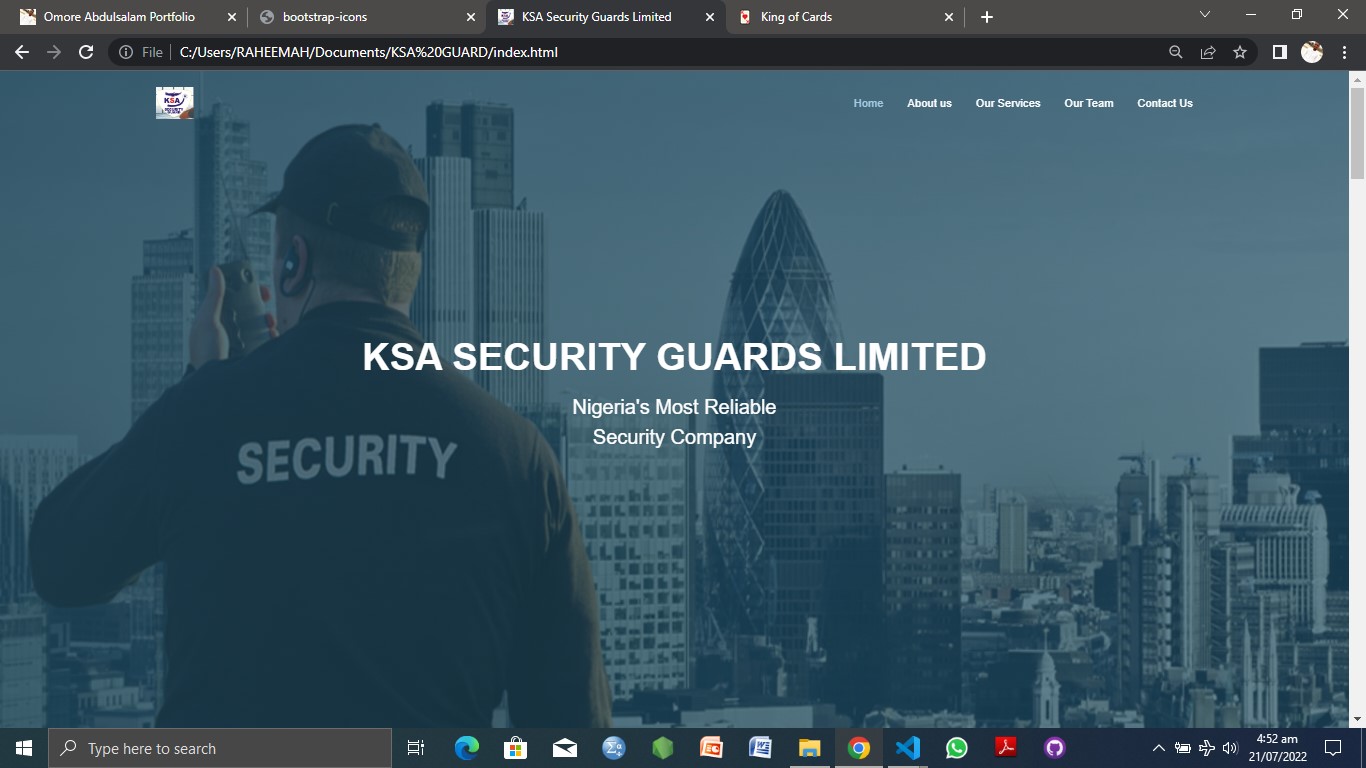 Omore Abdulsalam Portfolio
bootstrap-icons
KSA Security Guards Limited
King of Cards
File
C:/Users/RAHEEMAH/Documents/KSA%20GUARD/index.html
KSA
Home
About us
Our Services
Our Team
Contact Us
KSA SECURITY GUARDS LIMITED
Nigeria's Most Reliable
Security Company
SECURITY
Type here to search
4:52 am
21/07/2022